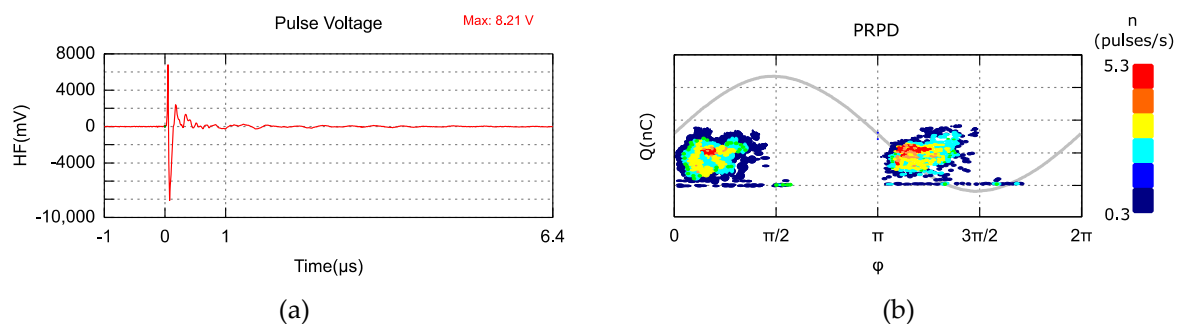 Pulse Voltage
Max: 8.21 V
HF(mV)
8000
4000
0
-4000
-10,000
-1
0
1
6.4
Time(μs)
(a)
PRPD
Q(nC)
0
π/2
π
3π/2
2π
φ
n
(pulses/s)
5.3
0.3
(b)